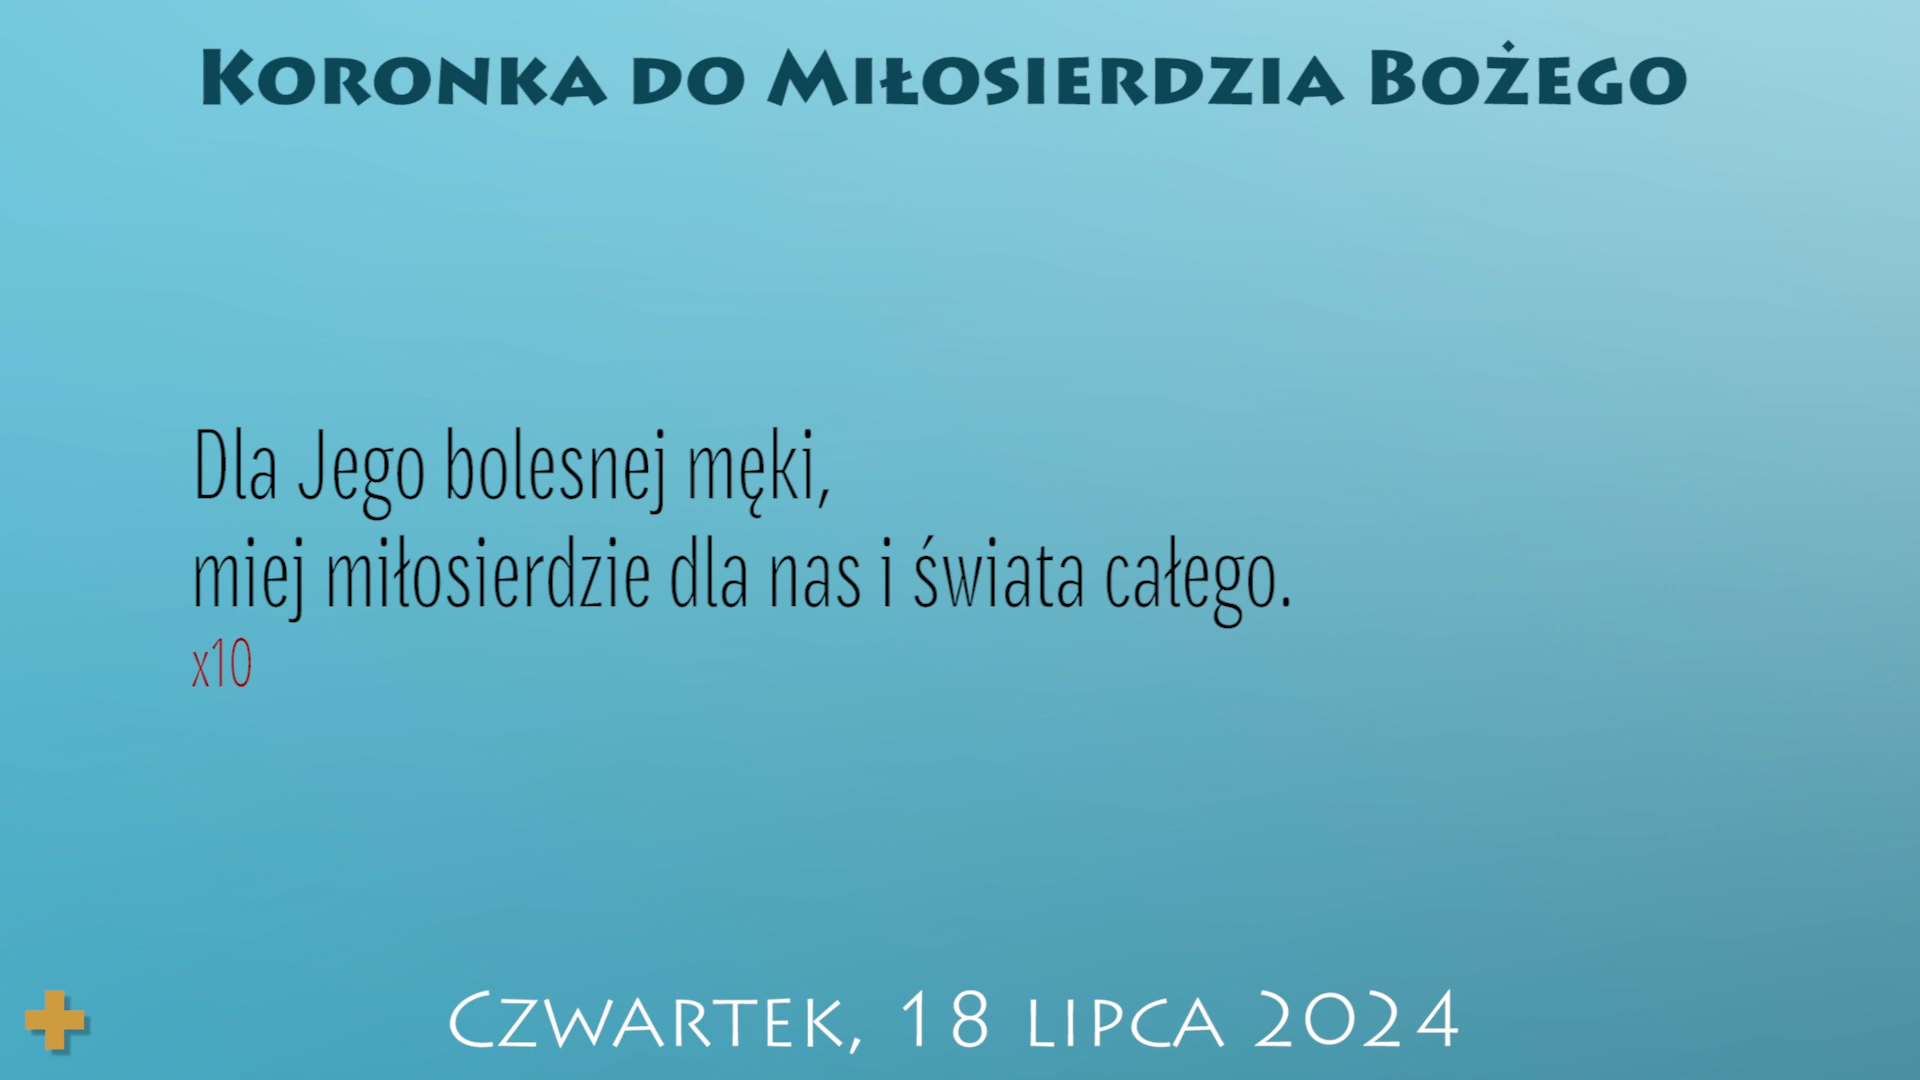 Koronka do Miłosierdzia Bożego
Dla Jego bolesnej męki,
miej miłosierdzie dla nas i świata całego.
x10
Czwartek, 18 lipca 2024